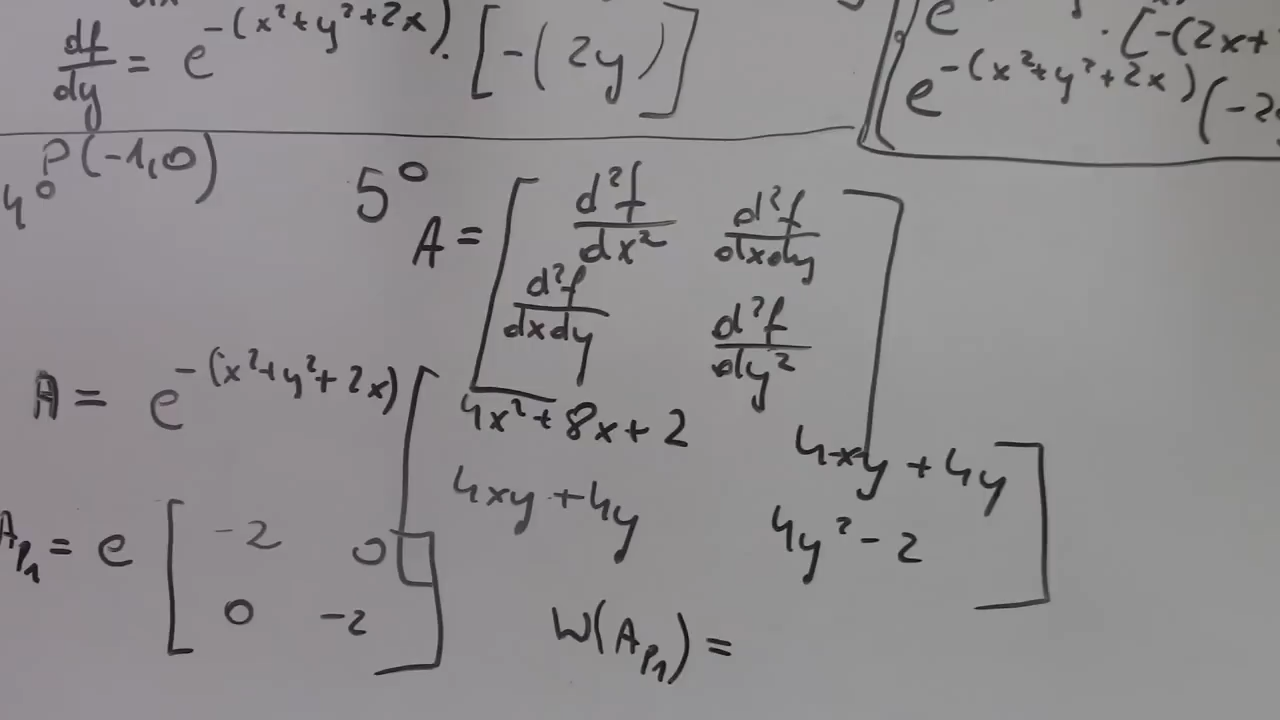 df/dy = e^-(x²+y²+2x) · [-(2y)]
e · [-(2x+
e^-(x²+y²+2x) (-2
4° P(-1,0)
5°
A = [ d²f/dx² d²f/dxdy
d²f/dxdy d²f/dy² ]
A = e^-(x²+y²+2x) [ 4x²+8x+2 4xy+4y
4xy+4y 4y²-2 ]
A_P1 = e [ -2 0
0 -2 ]
W(A_P1) =